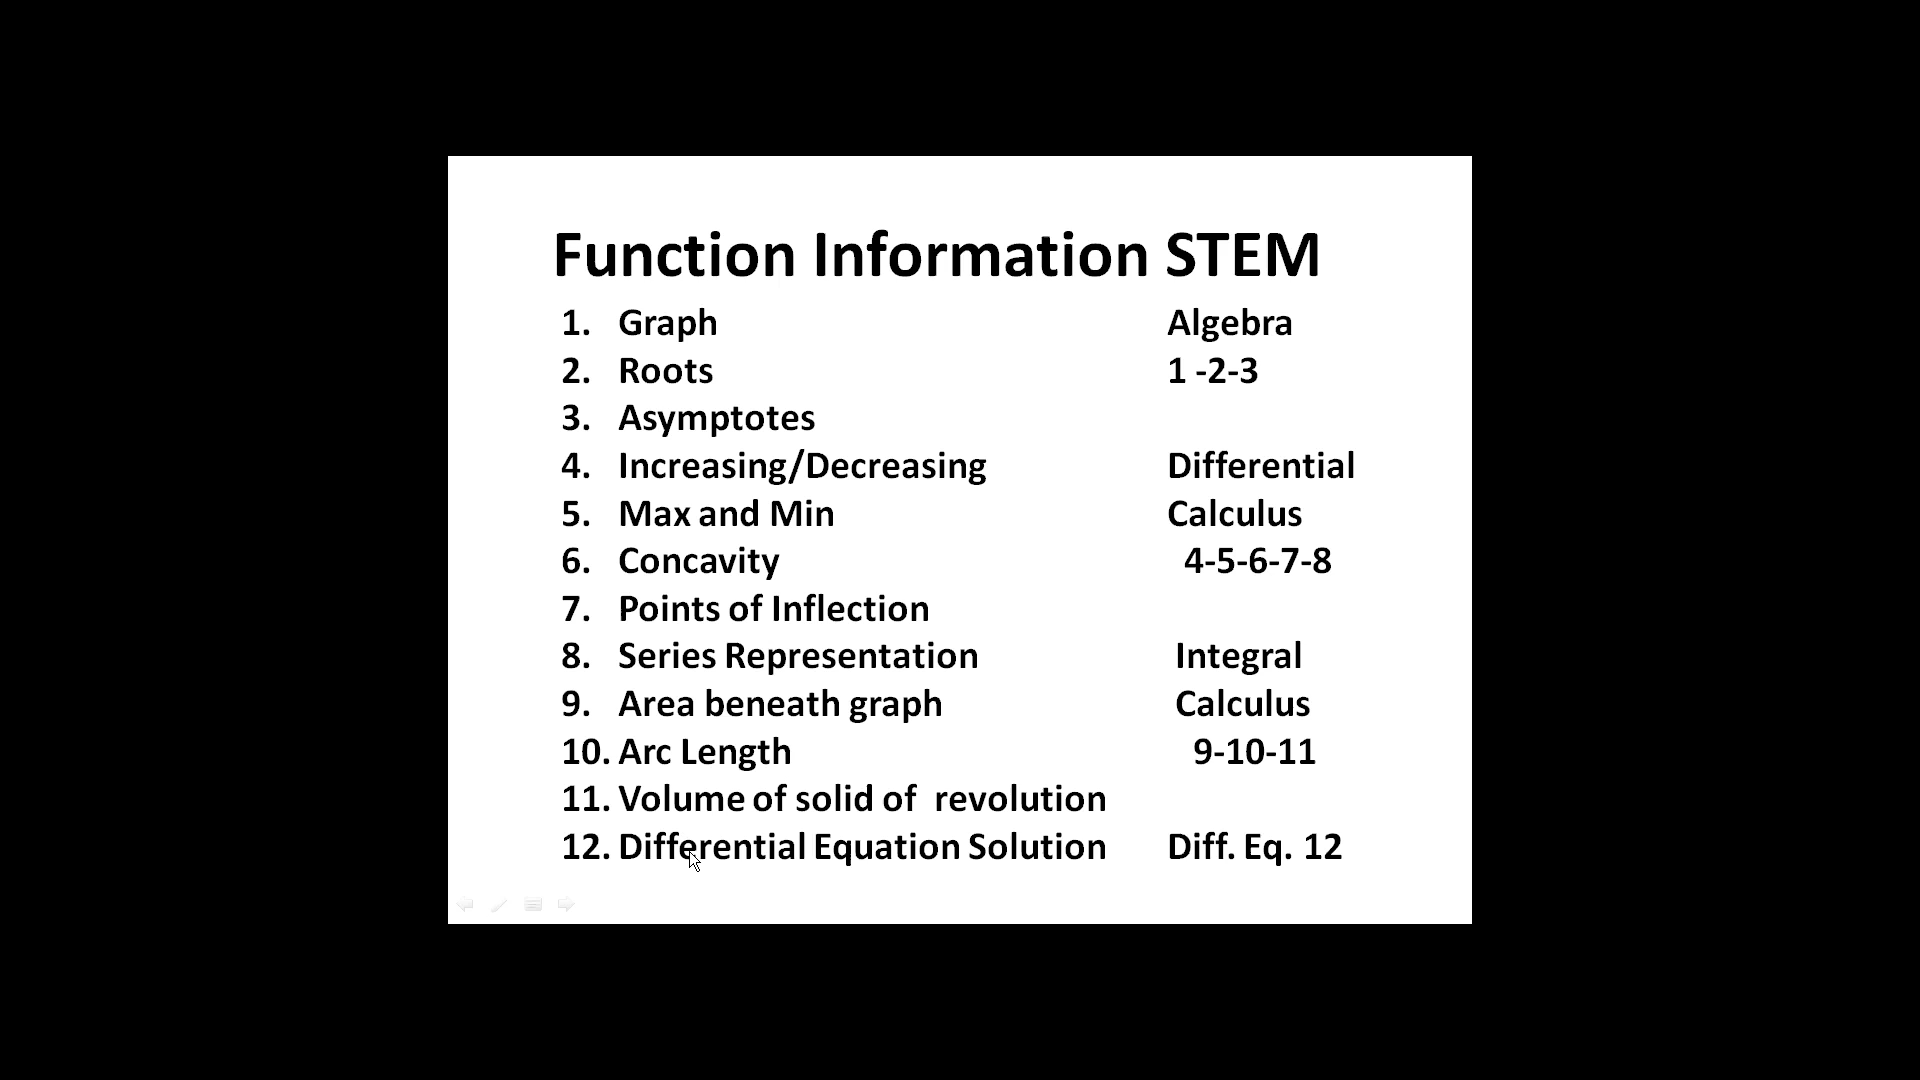 Function Information STEM
1. Graph Algebra
2. Roots 1 -2-3
3. Asymptotes
4. Increasing/Decreasing Differential
5. Max and Min Calculus
6. Concavity 4-5-6-7-8
7. Points of Inflection
8. Series Representation Integral
9. Area beneath graph Calculus
10. Arc Length 9-10-11
11. Volume of solid of revolution
12. Differential Equation Solution Diff. Eq. 12